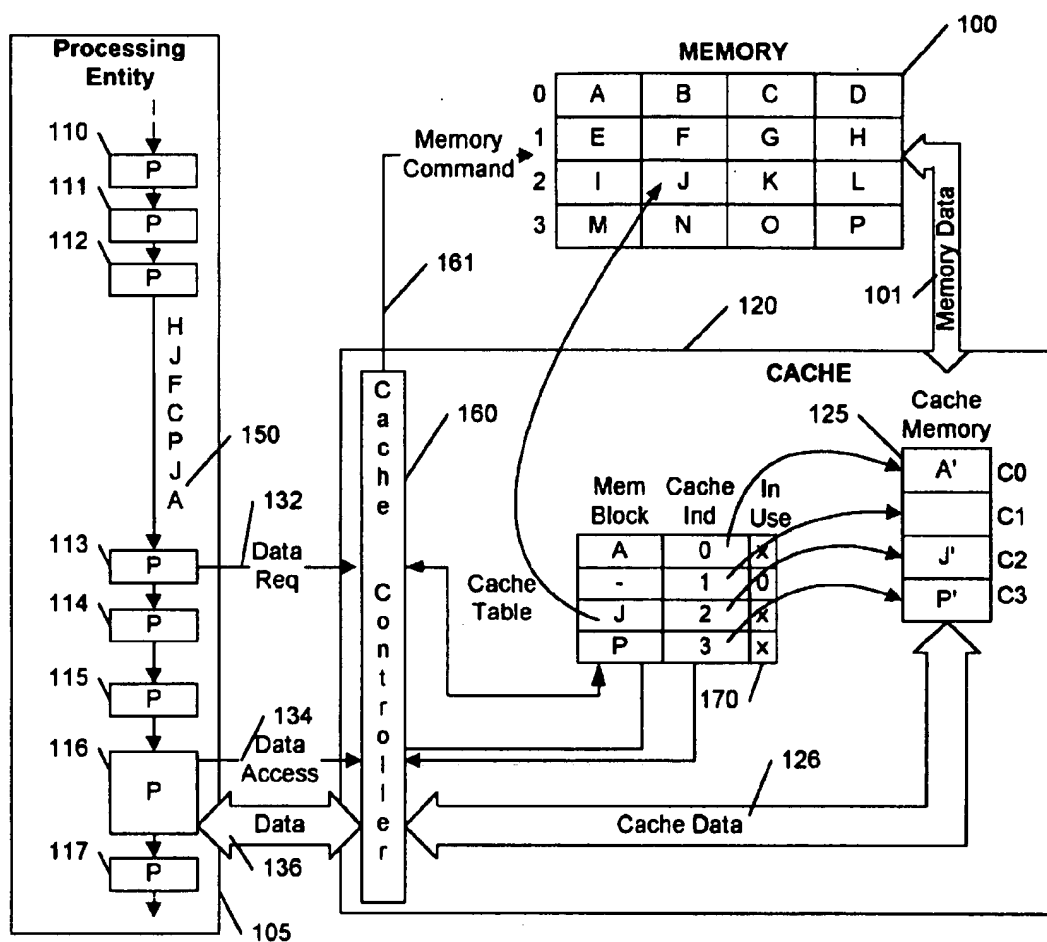 Processing
Entity
110
P
111
P
112
P
H
J
F
C
P
J
A
150
132
113
P
Data
Req
114
P
115
P
116
P
134
Data
Access
Data
136
117
P
105
100
MEMORY
0 A B C D
1 E F G H
2 I J K L
3 M N O P
Memory
Command
161
101
Memory Data
120
CACHE
Cache Controller
160
125
Cache
Memory
A' C0
C1
J' C2
P' C3
Mem
Block
Cache
Ind
In
Use
A 0 x
- 1 0
J 2 x
P 3 x
Cache
Table
170
126
Cache Data